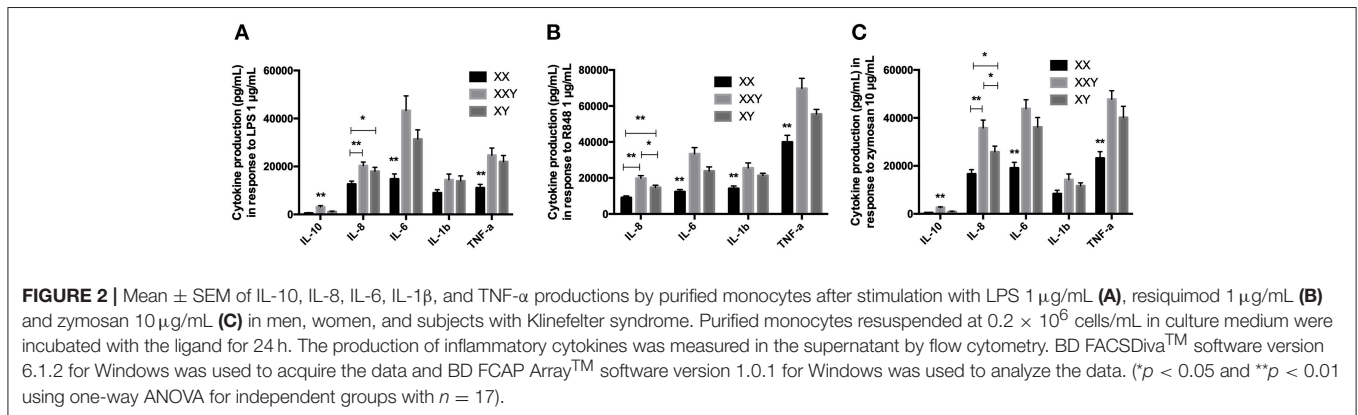 A
Cytokine production (pg/mL)
in response to LPS 1 µg/mL
60000
40000
20000
0
**
**
*
**
**
XX
XXY
XY
IL-10
IL-8
IL-6
IL-1b
TNF-a
B
Cytokine production (pg/mL)
in response to R848 1 µg/mL
80000
60000
40000
20000
0
**
**
*
**
**
**
XX
XXY
XY
IL-8
IL-6
IL-1b
TNF-a
C
Cytokine production (pg/mL) in
response to zymosan 10 µg/mL
60000
40000
20000
0
**
*
**
*
**
**
XX
XXY
XY
IL-10
IL-8
IL-6
IL-1b
TNF-a
FIGURE 2 | Mean ± SEM of IL-10, IL-8, IL-6, IL-1β, and TNF-α productions by purified monocytes after stimulation with LPS 1 µg/mL (A), resiquimod 1 µg/mL (B)
and zymosan 10 µg/mL (C) in men, women, and subjects with Klinefelter syndrome. Purified monocytes resuspended at 0.2 × 10⁶ cells/mL in culture medium were
incubated with the ligand for 24 h. The production of inflammatory cytokines was measured in the supernatant by flow cytometry. BD FACSDiva™ software version
6.1.2 for Windows was used to acquire the data and BD FCAP Array™ software version 1.0.1 for Windows was used to analyze the data. (*p < 0.05 and **p < 0.01
using one-way ANOVA for independent groups with n = 17).